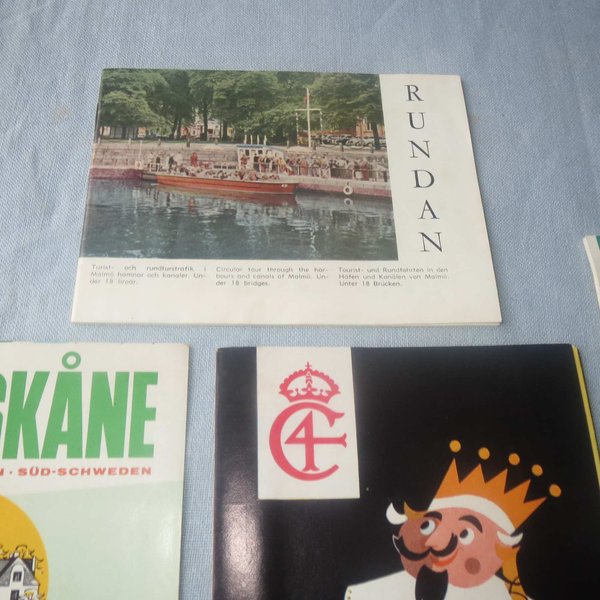 RUNDAN
Turist- och rundturstrafik i
Malmö hamnar och kanaler. Un-
der 18 broar.
Circular tour through the har-
bours and canals of Malmö. Un-
der 18 bridges.
Tourist- und Rundfahrten in den
Häfen und Kanälen von Malmö.
Unter 18 Brücken.
SKÅNE
N · SÜD-SCHWEDEN
C4